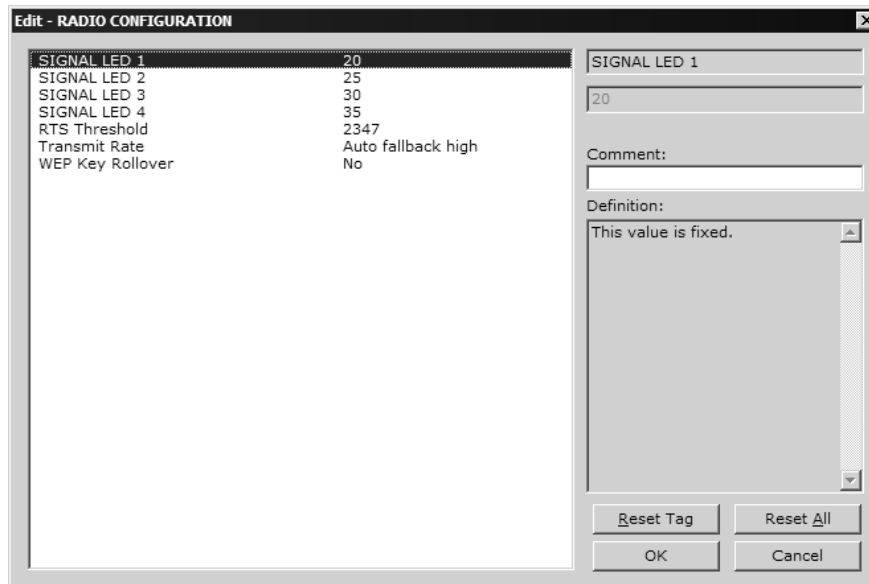 Edit - RADIO CONFIGURATION
SIGNAL LED 1 20
SIGNAL LED 2 25
SIGNAL LED 3 30
SIGNAL LED 4 35
RTS Threshold 2347
Transmit Rate Auto fallback high
WEP Key Rollover No
SIGNAL LED 1
20
Comment:
Definition:
This value is fixed.
Reset Tag Reset All
OK Cancel